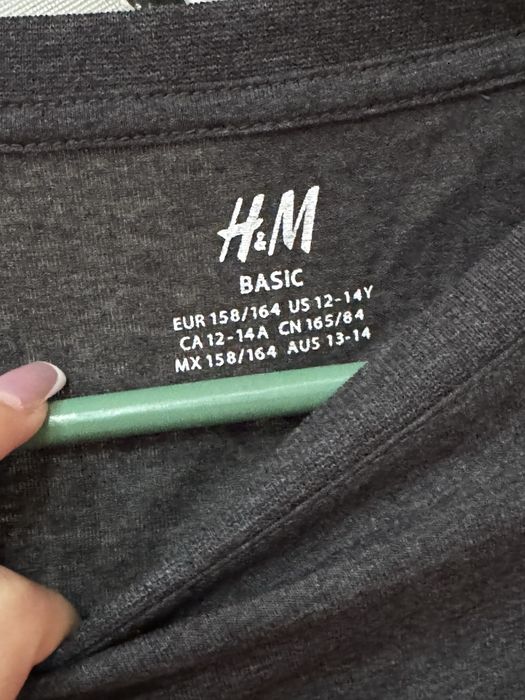 H&M
BASIC
EUR 158/164 US 12-14Y
CA 12-14A CN 165/84
MX 158/164 AUS 13-14